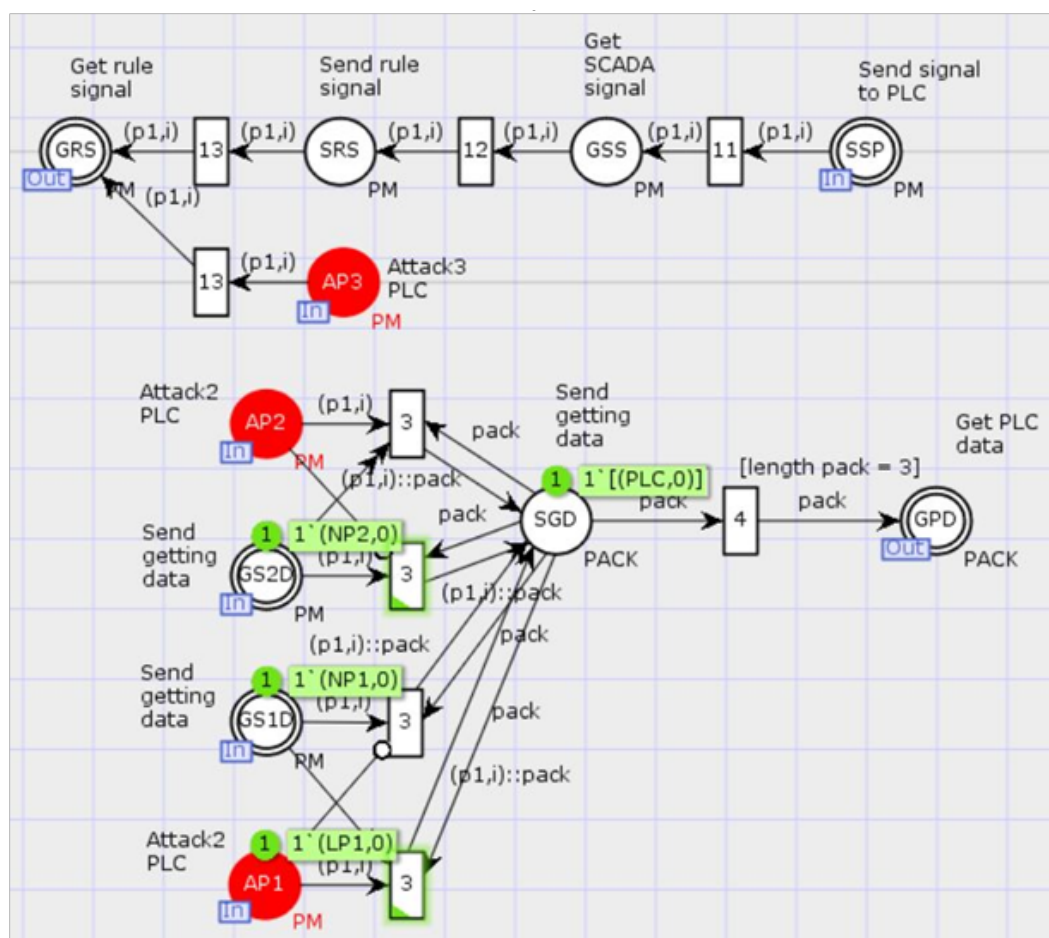 Get rule
signal
Send rule
signal
Get
SCADA
signal
Send signal
to PLC
GRS
(p1,i)
13
(p1,i)
SRS
(p1,i)
12
(p1,i)
GSS
(p1,i)
11
(p1,i)
SSP
Out
PM
PM
PM
In
PM
(p1,i)
13
(p1,i)
AP3
Attack3
PLC
In
PM
Attack2
PLC
AP2
(p1,i)
3
In
PM
pack
Send
getting
data
Get PLC
data
(p1,i)::pack
1
1`[(PLC,0)]
[length pack = 3]
SGD
pack
4
pack
GPD
PACK
Out
PACK
pack
Send
getting
data
1
1`(NP2,0)
GS2D
(p1,i)
3
In
PM
(p1,i)::pack
(p1,i)::pack
pack
Send
getting
data
1
1`(NP1,0)
GS1D
(p1,i)
3
In
PM
pack
(p1,i)::pack
Attack2
PLC
1
1`(LP1,0)
AP1
(p1,i)
3
In
PM